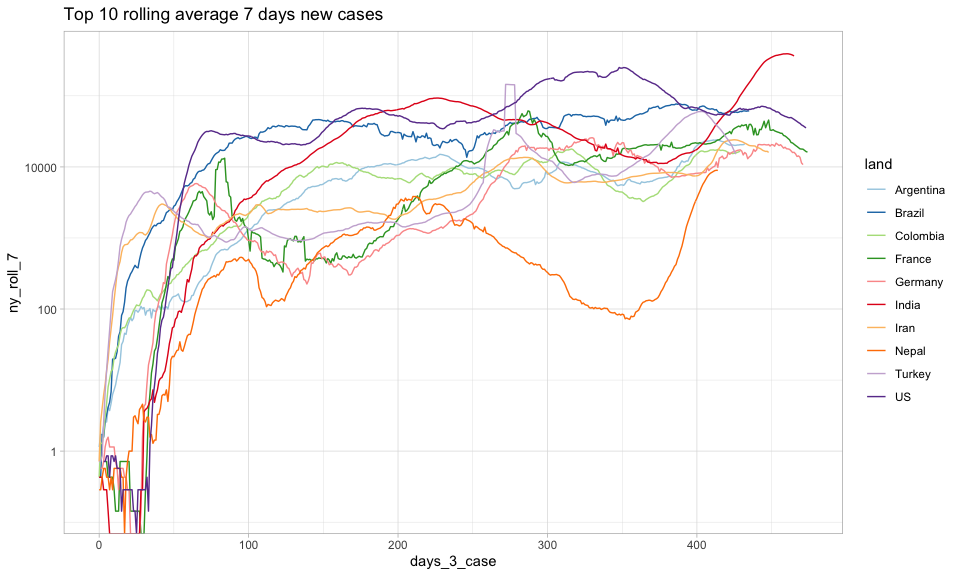 Top 10 rolling average 7 days new cases
ny_roll_7
10000
100
1
0
100
200
300
400
days_3_case
land
Argentina
Brazil
Colombia
France
Germany
India
Iran
Nepal
Turkey
US